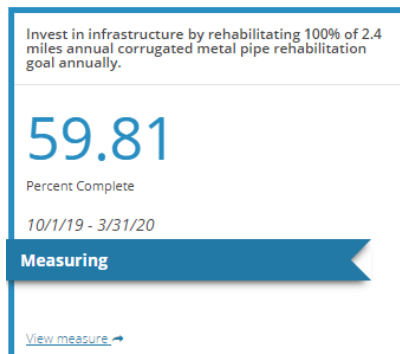 Invest in infrastructure by rehabilitating 100% of 2.4
miles annual corrugated metal pipe rehabilitation
goal annually.
59.81
Percent Complete
10/1/19 - 3/31/20
Measuring
View measure